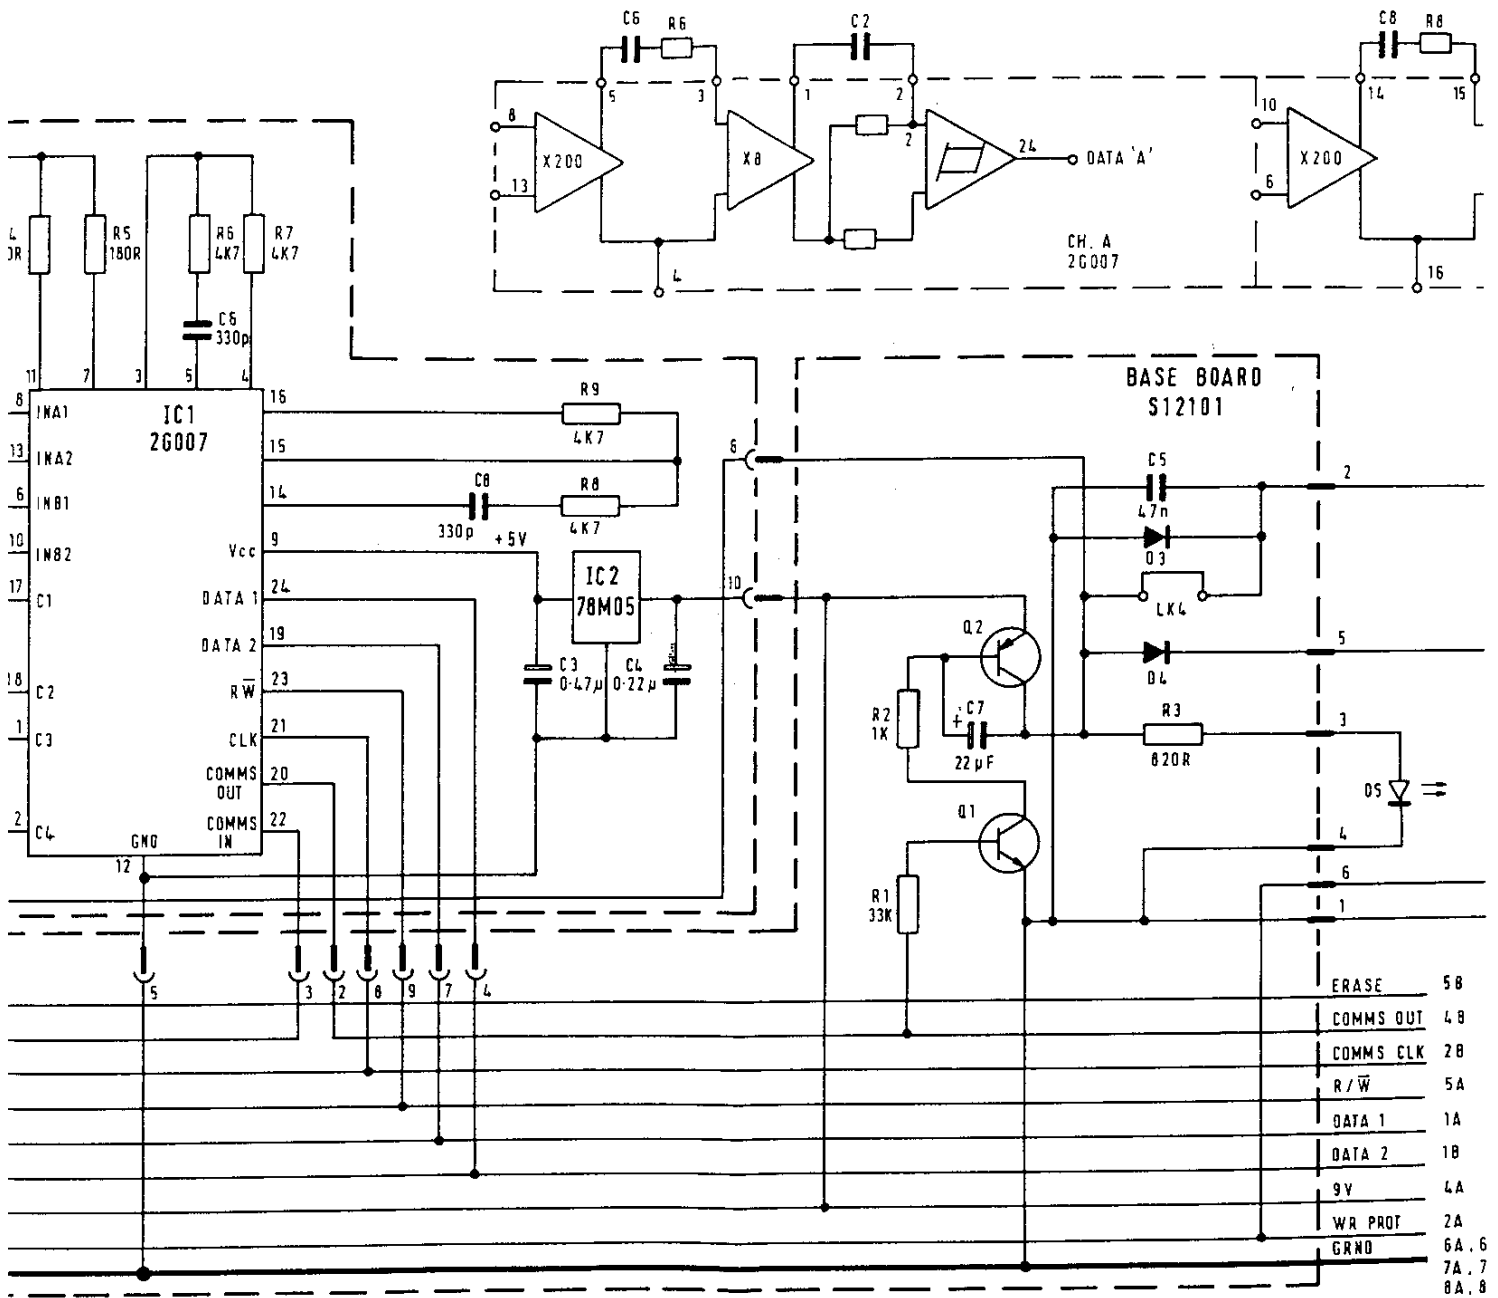 C6 R6
C2
C8 R8
5 3 1 2 14 15
8 13 X200 X8 2 24 DATA 'A'
10 6 X200
4 16
CH. A
2G007
R5
180R
R6
4K7
R7
4K7
C6
330p
11 7 3 5 4
IC1
2G007
8 INA1
13 INA2
6 INB1
10 INB2
17 C1
18 C2
1 C3
2 C4
16
15
14
Vcc 9
DATA 1 24
DATA 2 19
RW̅ 23
CLK 21
COMMS OUT 20
COMMS IN 22
GND
12
R9
4K7
C8
330p
R8
4K7
+5V
IC2
78M05
C3
0·47µ
C4
0·22µ
6
10
BASE BOARD
S12101
C5
47n
D3
LK4
D4
R3
820R
Q2
R2
1K
+ C7
22µF
Q1
R1
33K
D5
2
5
3
4
6
1
5 3 2 8 9 7 4
ERASE 5B
COMMS OUT 4B
COMMS CLK 2B
R/W̅ 5A
DATA 1 1A
DATA 2 1B
9V 4A
WR PROT 2A
GRND 6A, 6
7A, 7
8A, 8